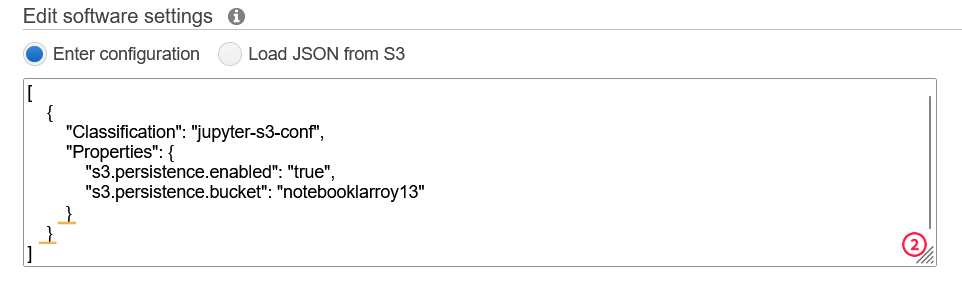 Edit software settings
Enter configuration Load JSON from S3
[
{
"Classification": "jupyter-s3-conf",
"Properties": {
"s3.persistence.enabled": "true",
"s3.persistence.bucket": "notebooklarroy13"
}
}
]
2